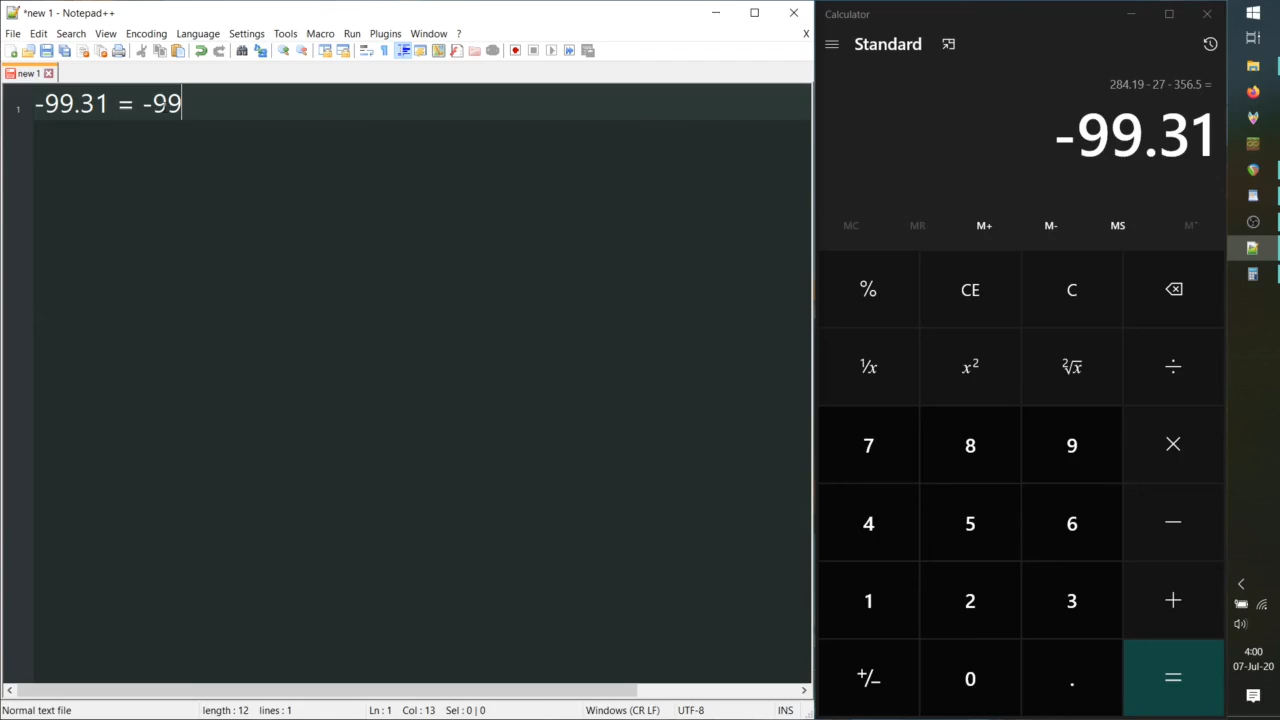 *new 1 - Notepad++
File Edit Search View Encoding Language Settings Tools Macro Run Plugins Window ? X
new 1
1 -99.31 = -99
Normal text file length : 12 lines : 1 Ln : 1 Col : 13 Sel : 0 | 0 Windows (CR LF) UTF-8 INS
Calculator
Standard
284.19 - 27 - 356.5 =
-99.31
MC MR M+ M- MS M˅
% CE C
¹/x x² ²√x ÷
7 8 9 ×
4 5 6 −
1 2 3 +
+/− 0 . =
4:00
07-Jul-20